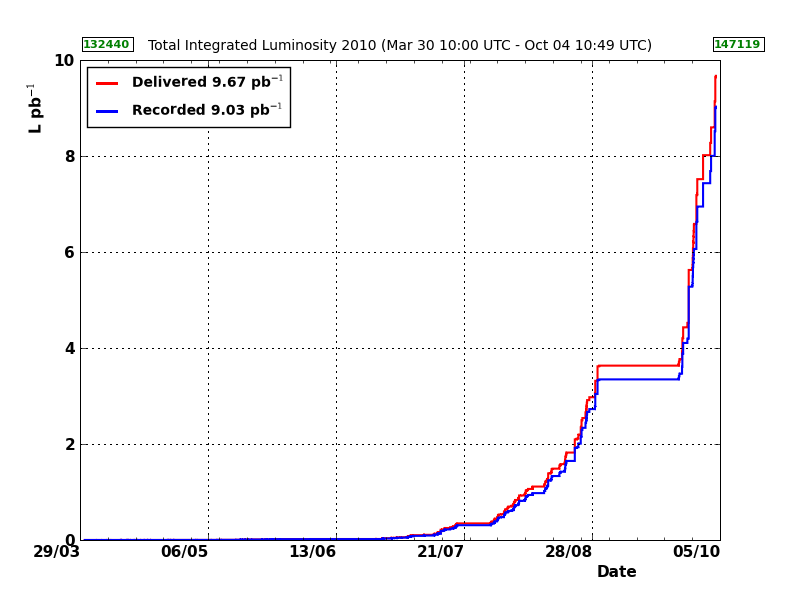 132440 Total Integrated Luminosity 2010 (Mar 30 10:00 UTC - Oct 04 10:49 UTC) 147119
Delivered 9.67 pb⁻¹
Recorded 9.03 pb⁻¹
L pb⁻¹
10
8
6
4
2
0
29/03 06/05 13/06 21/07 28/08 05/10
Date